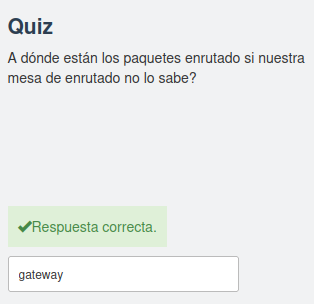 Quiz
A dónde están los paquetes enrutado si nuestra
mesa de enrutado no lo sabe?
Respuesta correcta.
gateway